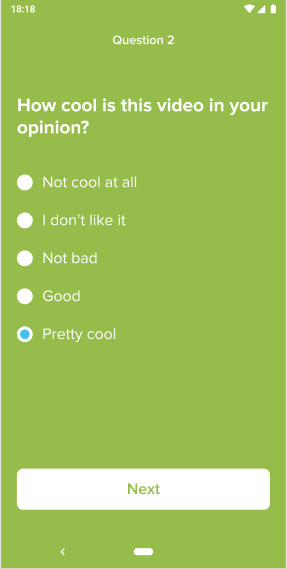 18:18
Question 2
How cool is this video in your
opinion?
Not cool at all
I don't like it
Not bad
Good
Pretty cool
Next